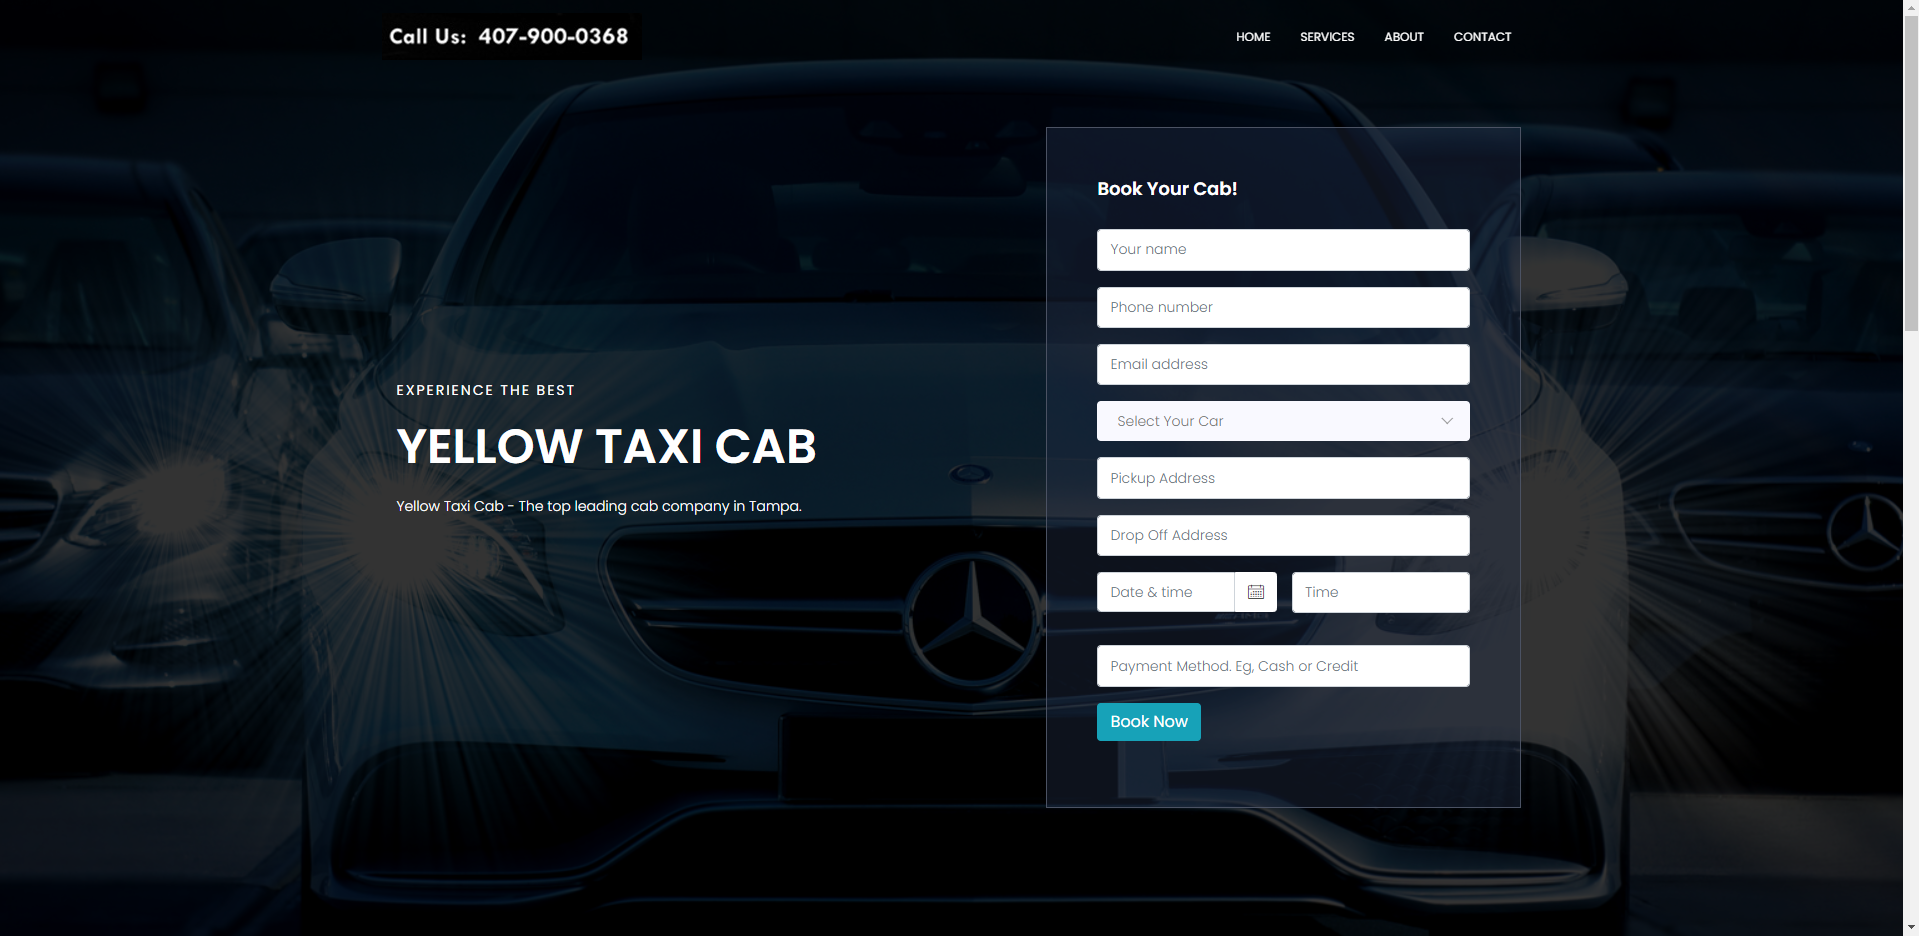 Call Us: 407-900-0368
HOME SERVICES ABOUT CONTACT
EXPERIENCE THE BEST
YELLOW TAXI CAB
Yellow Taxi Cab - The top leading cab company in Tampa.
Book Your Cab!
Your name
Phone number
Email address
Select Your Car
Pickup Address
Drop Off Address
Date & time
Time
Payment Method. Eg, Cash or Credit
Book Now